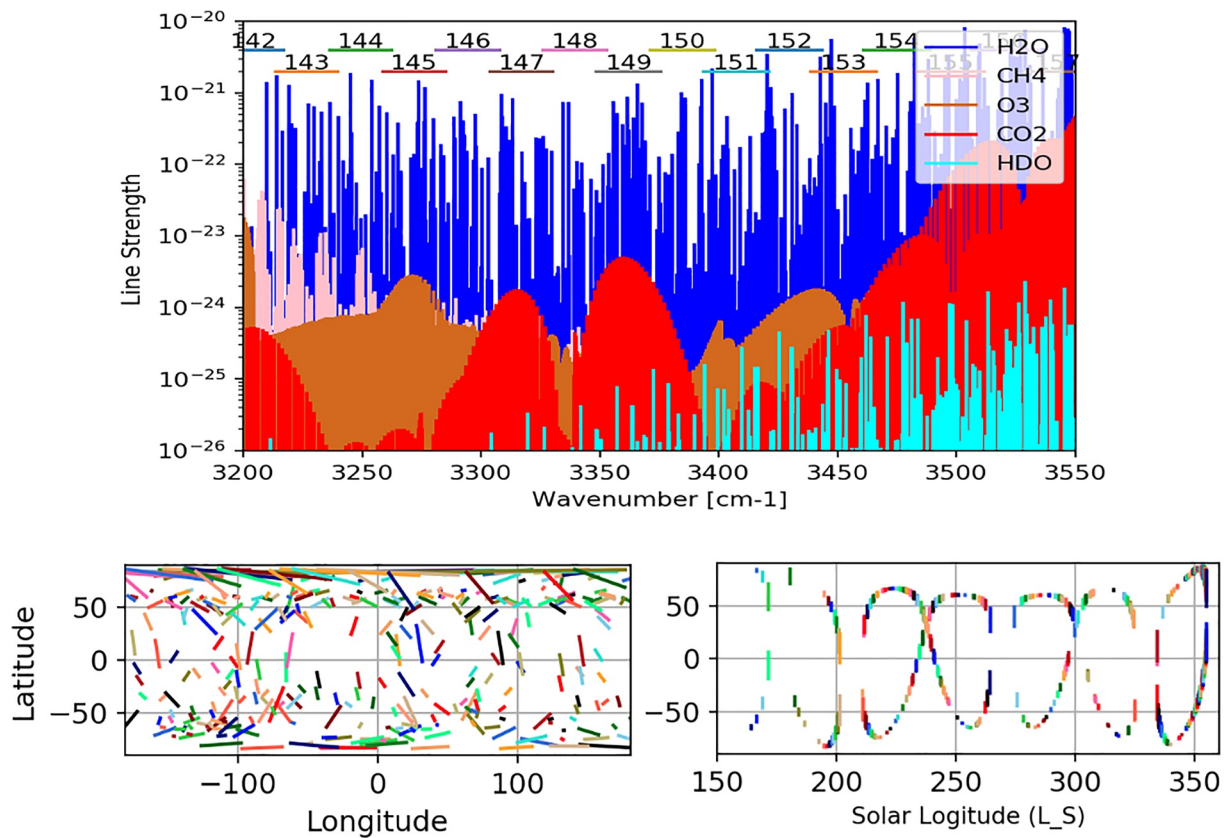 10−20
142 144 146 148 150 152 154 156
143 145 147 149 151 153 155 157
H2O
CH4
O3
CO2
HDO
10−21
10−22
10−23
10−24
10−25
10−26
Line Strength
3200 3250 3300 3350 3400 3450 3500 3550
Wavenumber [cm-1]
50
0
−50
Latitude
−100 0 100
Longitude
50
0
−50
150 200 250 300 350
Solar Logitude (L_S)